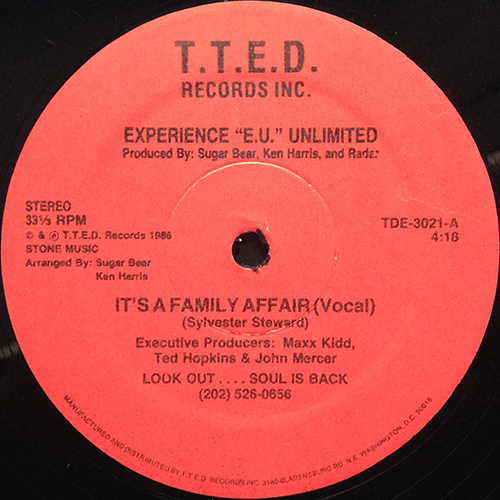 T.T.E.D.
RECORDS INC.
EXPERIENCE "E.U." UNLIMITED
Produced By: Sugar Bear, Ken Harris, and Radar
STEREO
33⅓ RPM
© & ℗ T.T.E.D. Records 1986
STONE MUSIC
Arranged By: Sugar Bear
Ken Harris
TDE-3021-A
4:18
IT'S A FAMILY AFFAIR (Vocal)
(Sylvester Steward)
Executive Producers: Maxx Kidd,
Ted Hopkins & John Mercer
LOOK OUT . . . . SOUL IS BACK
(202) 526-0656
MANUFACTURED AND DISTRIBUTED BY T.T.E.D. RECORDS INC. 3180 BLADENSBURG RD. N.E. WASHINGTON, D.C. 20018